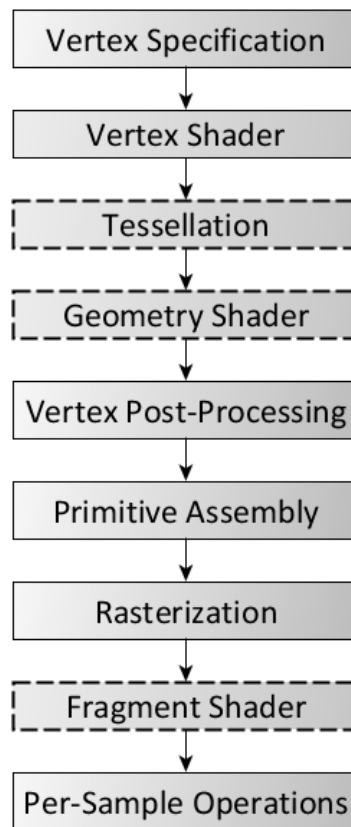 Vertex Specification
Vertex Shader
Tessellation
Geometry Shader
Vertex Post-Processing
Primitive Assembly
Rasterization
Fragment Shader
Per-Sample Operations